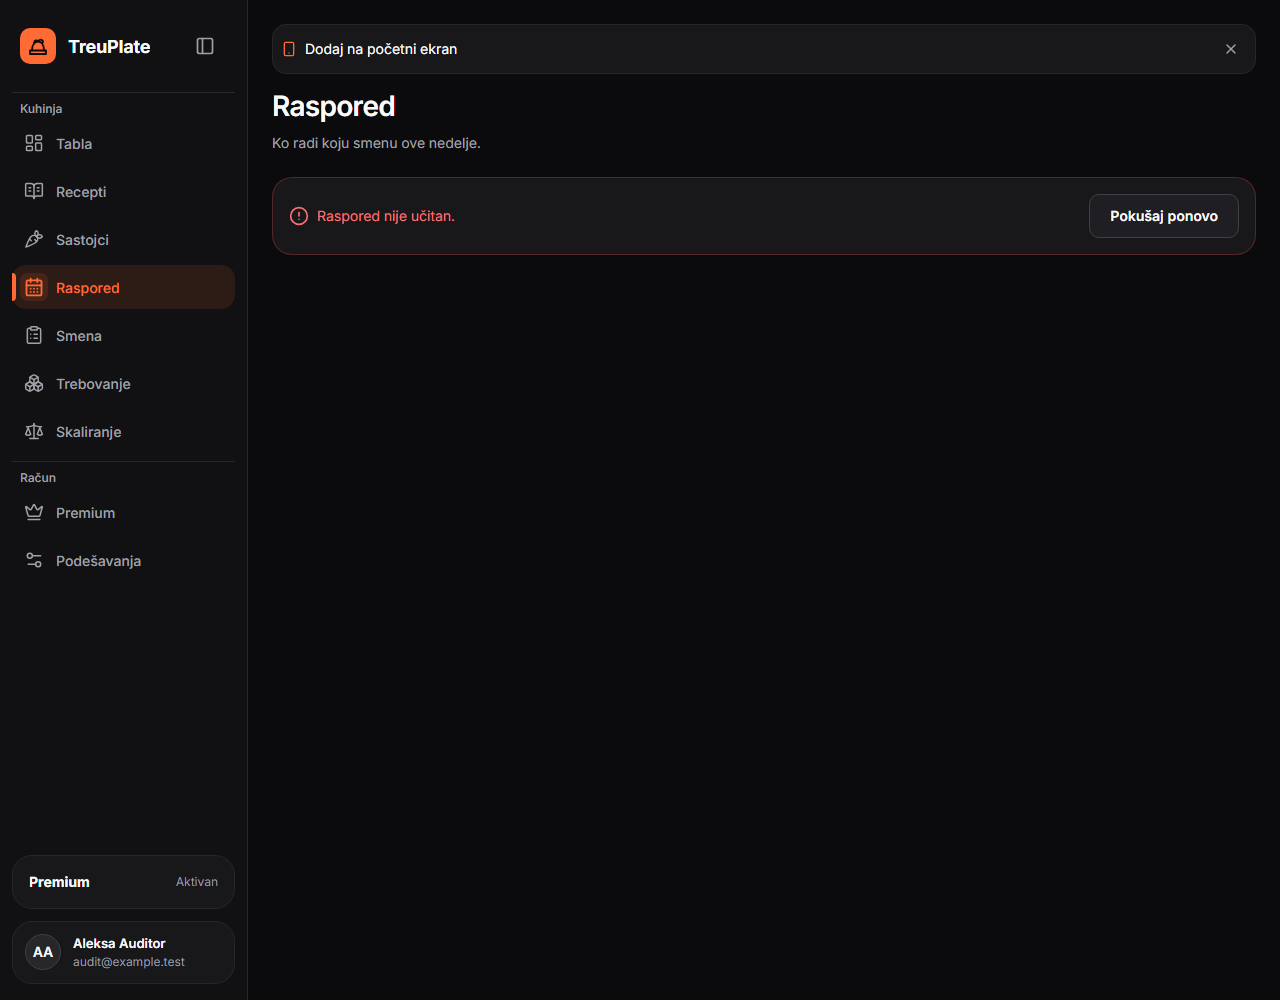 TreuPlate
Kuhinja
Tabla
Recepti
Sastojci
Raspored
Smena
Trebovanje
Skaliranje
Račun
Premium
Podešavanja
Premium
Aktivan
AA
Aleksa Auditor
audit@example.test
Dodaj na početni ekran
Raspored
Ko radi koju smenu ove nedelje.
Raspored nije učitan.
Pokušaj ponovo